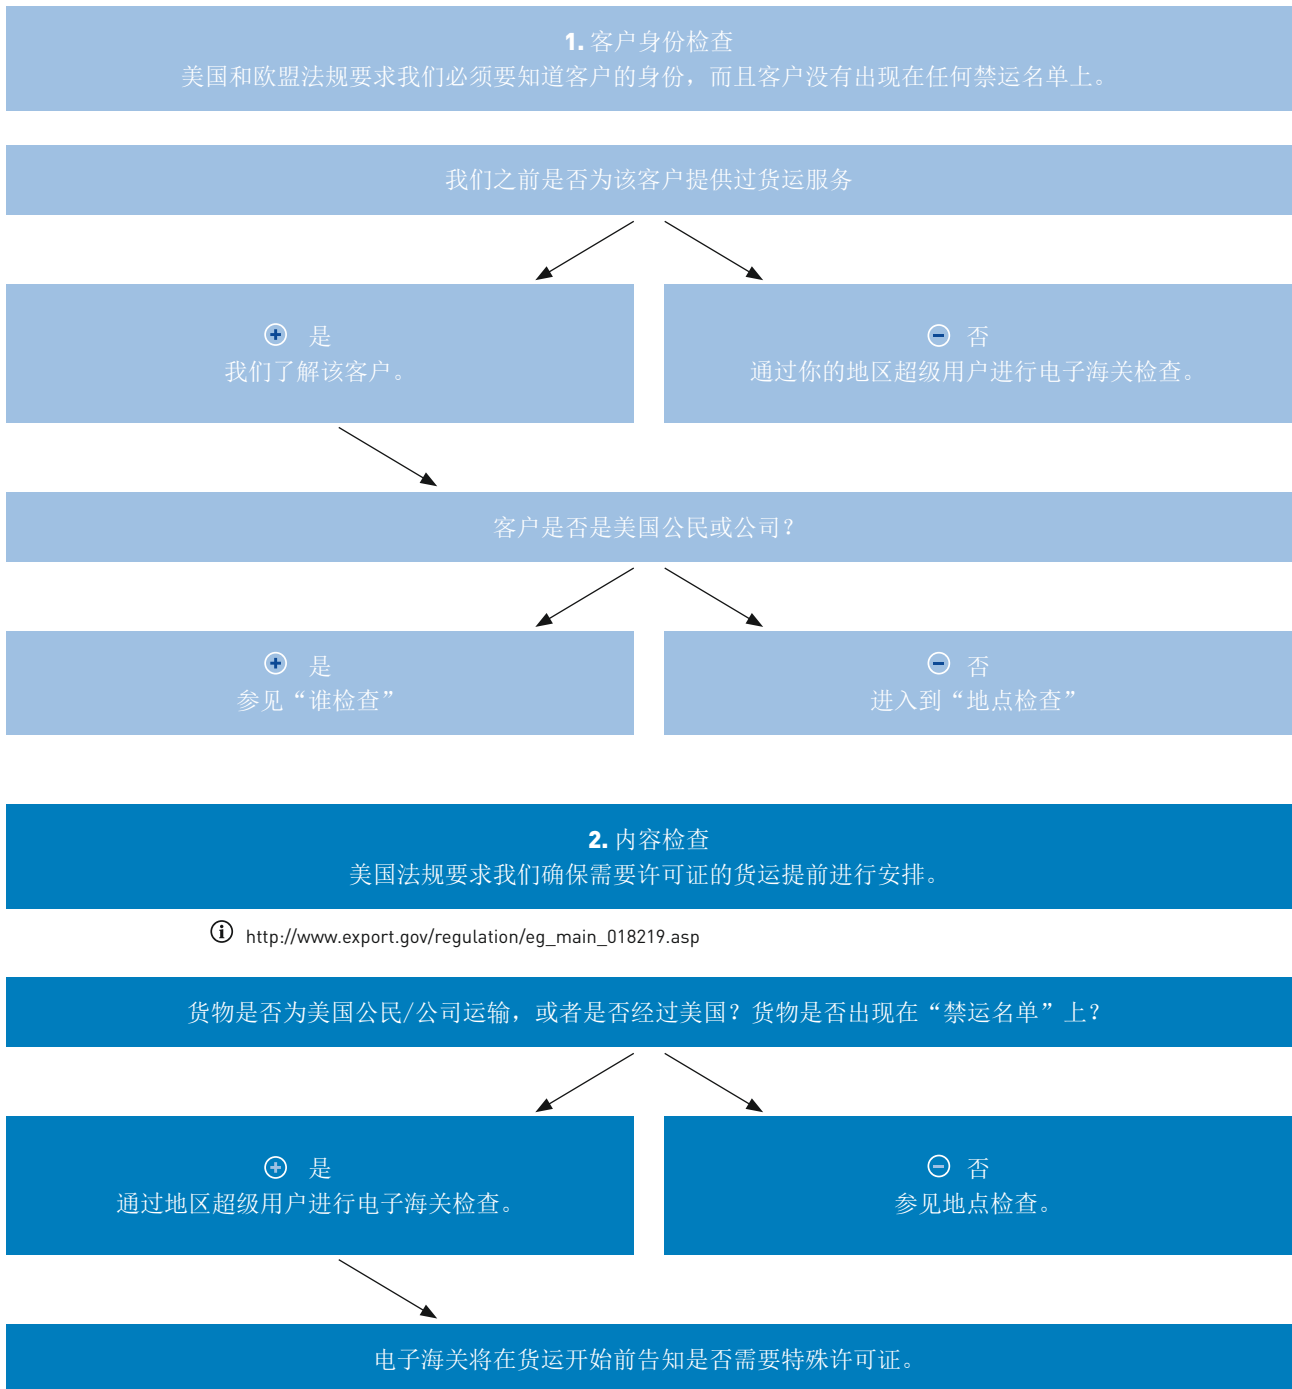 1. 客户身份检查
美国和欧盟法规要求我们必须要知道客户的身份，而且客户没有出现在任何禁运名单上。
我们之前是否为该客户提供过货运服务
是
我们了解该客户。
否
通过你的地区超级用户进行电子海关检查。
客户是否是美国公民或公司？
是
参见“谁检查”
否
进入到“地点检查”
2. 内容检查
美国法规要求我们确保需要许可证的货运提前进行安排。
http://www.export.gov/regulation/eg_main_018219.asp
货物是否为美国公民/公司运输，或者是否经过美国？货物是否出现在“禁运名单”上？
是
通过地区超级用户进行电子海关检查。
否
参见地点检查。
电子海关将在货运开始前告知是否需要特殊许可证。